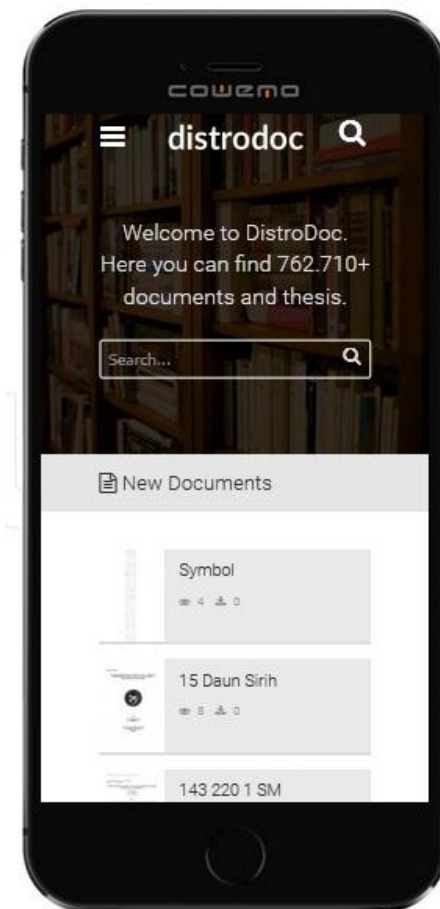 cowemo
distrodoc
Welcome to DistroDoc.
Here you can find 762.710+
documents and thesis.
Search...
New Documents
Symbol
4 0
15 Daun Sirih
8 0
143 220 1 SM